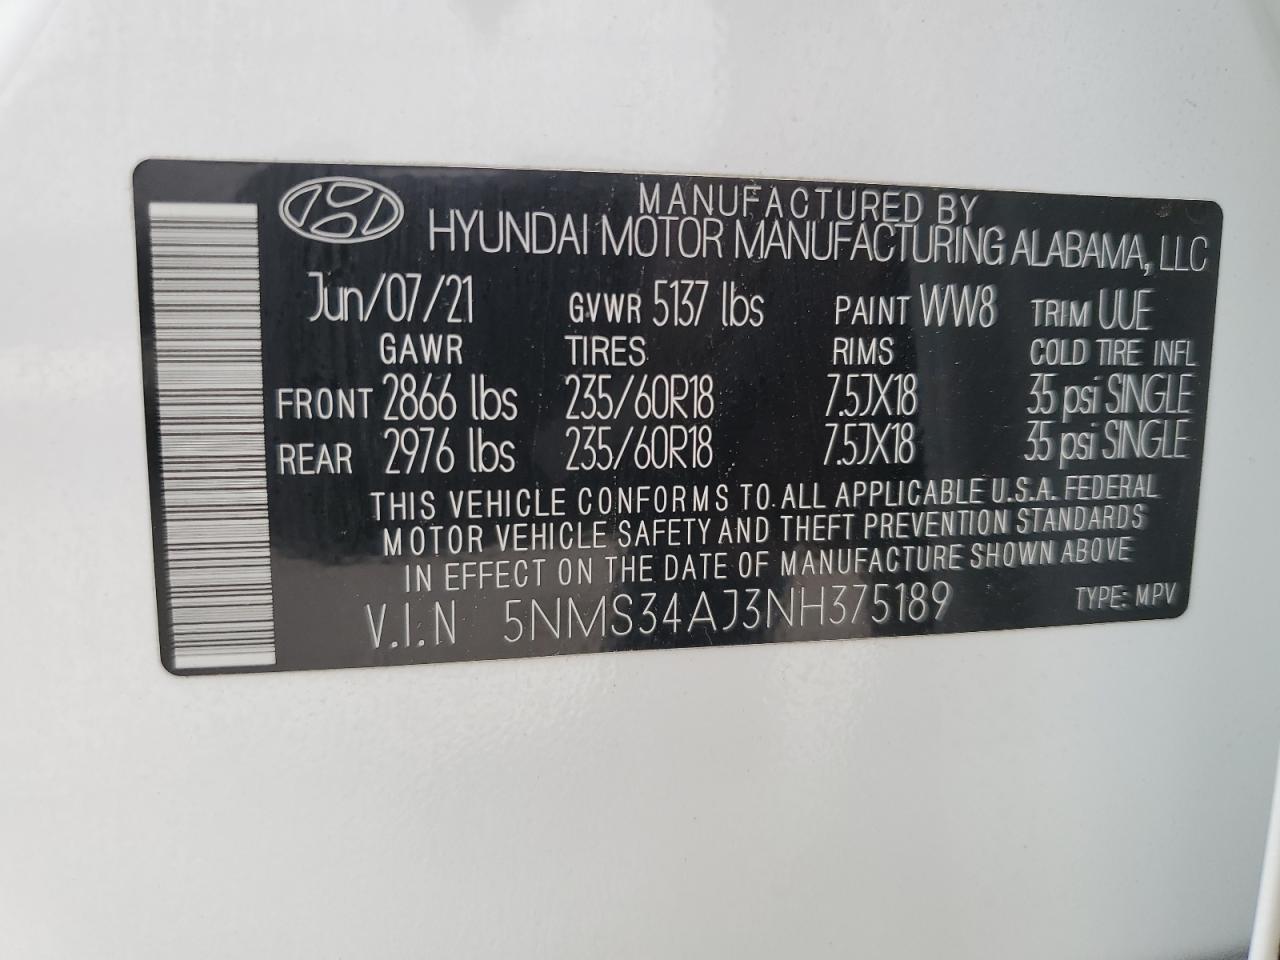 MANUFACTURED BY
HYUNDAI MOTOR MANUFACTURING ALABAMA, LLC
Jun/07/21 GVWR 5137 lbs PAINT WW8 TRIM UUE
GAWR TIRES RIMS COLD TIRE INFL
FRONT 2866 lbs 235/60R18 7.5JX18 35 psi SINGLE
REAR 2976 lbs 235/60R18 7.5JX18 35 psi SINGLE
THIS VEHICLE CONFORMS TO ALL APPLICABLE U.S.A. FEDERAL
MOTOR VEHICLE SAFETY AND THEFT PREVENTION STANDARDS
IN EFFECT ON THE DATE OF MANUFACTURE SHOWN ABOVE
V.I.N 5NMS34AJ3NH375189 TYPE: MPV